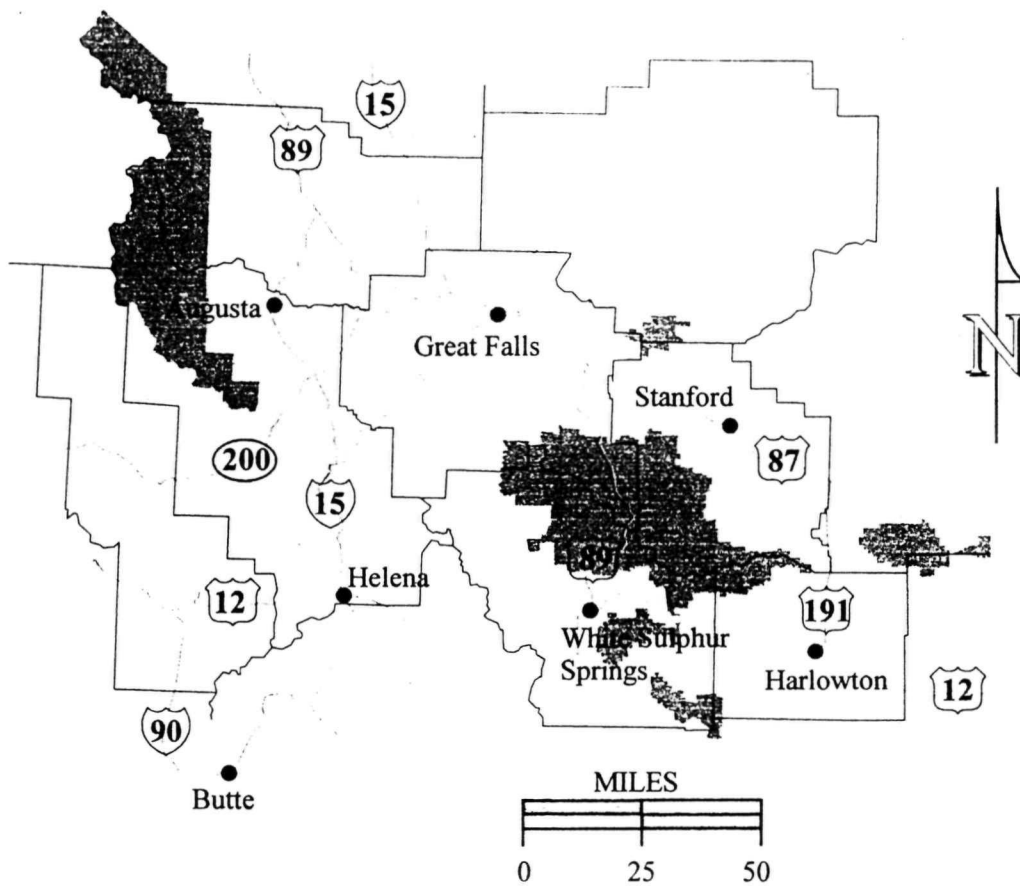 15
89
Augusta
Great Falls
N
Stanford
200
87
15
89
Helena
12
191
White Sulphur
Springs
Harlowton
12
90
Butte
MILES
0 25 50